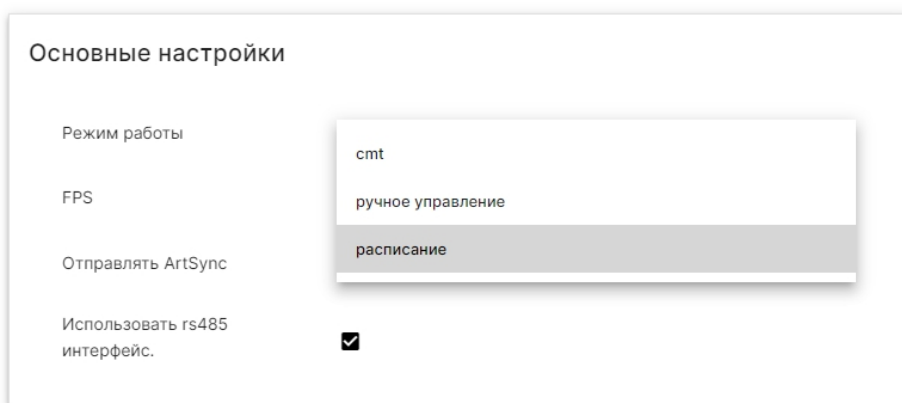 Основные настройки
Режим работы
cmt
ручное управление
расписание
FPS
Отправлять ArtSync
Использовать rs485
интерфейс.